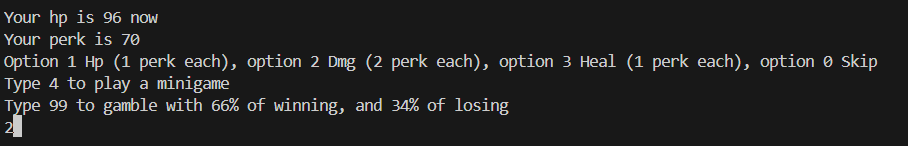 Your hp is 96 now
Your perk is 70
Option 1 Hp (1 perk each), option 2 Dmg (2 perk each), option 3 Heal (1 perk each), option 0 Skip
Type 4 to play a minigame
Type 99 to gamble with 66% of winning, and 34% of losing
2